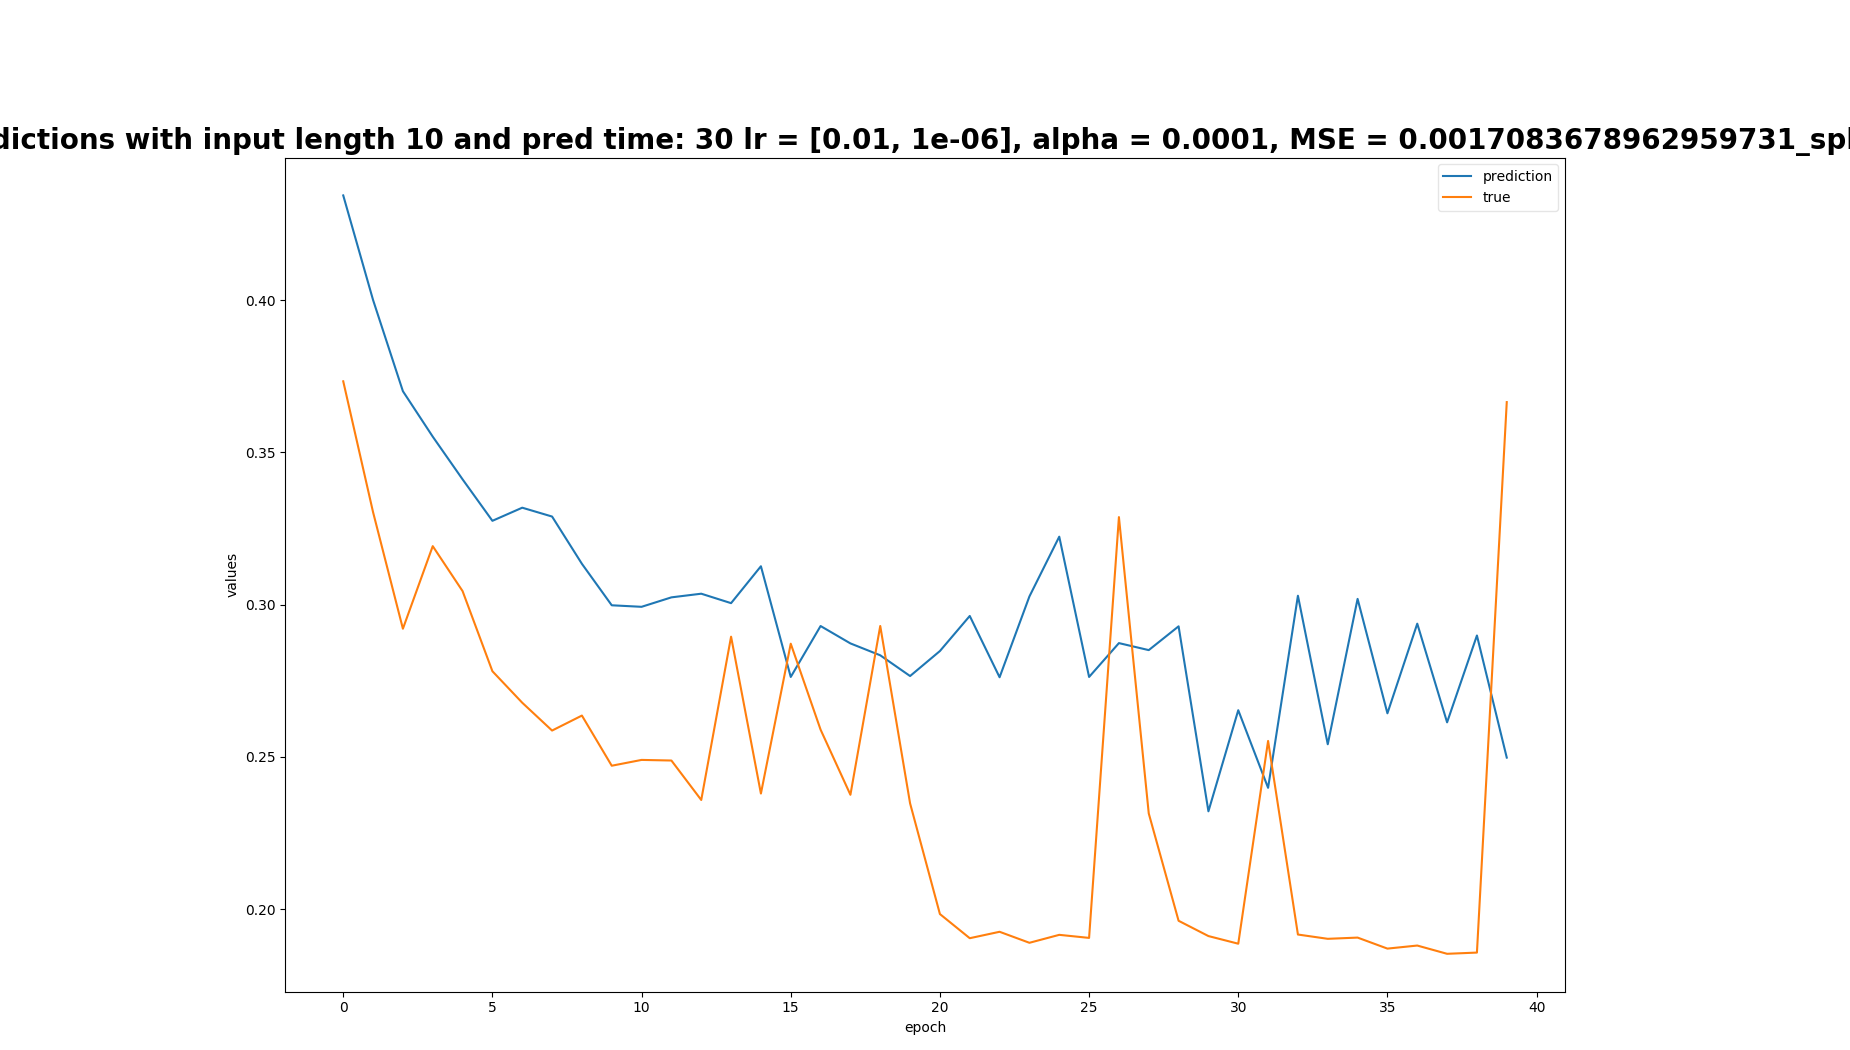 dictions with input length 10 and pred time: 30 lr = [0.01, 1e-06], alpha = 0.0001, MSE = 0.0017083678962959731_spl
prediction
true
0.40
0.35
0.30
0.25
0.20
values
0 5 10 15 20 25 30 35 40
epoch